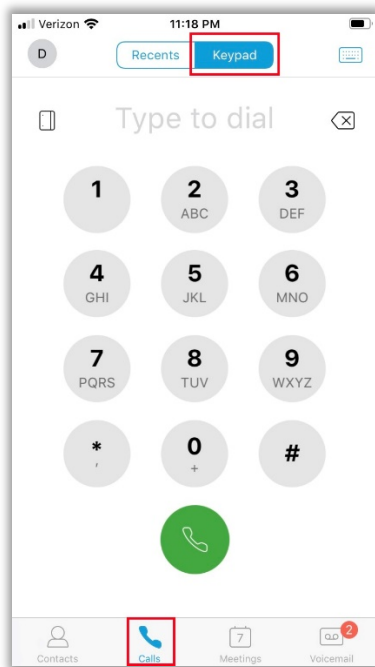 Verizon 11:18 PM
D Recents Keypad
Type to dial
1 2 3
ABC DEF
4 5 6
GHI JKL MNO
7 8 9
PQRS TUV WXYZ
* 0 #
, +
7 2
Contacts Calls Meetings Voicemail